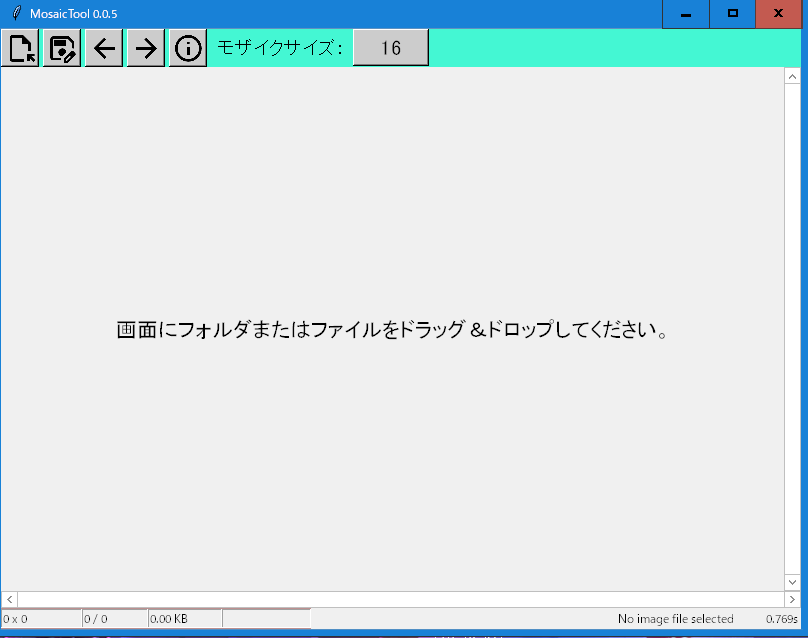 MosaicTool 0.0.5
モザイクサイズ： 16
画面にフォルダまたはファイルをドラッグ＆ドロップしてください。
0 x 0 0 / 0 0.00 KB No image file selected 0.769s